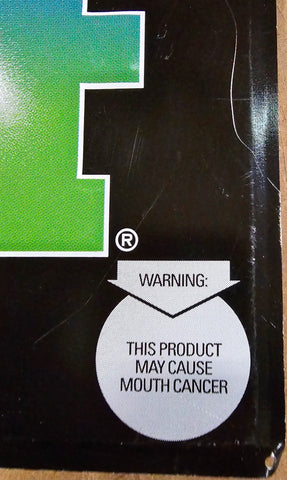 ®
WARNING:
THIS PRODUCT
MAY CAUSE
MOUTH CANCER